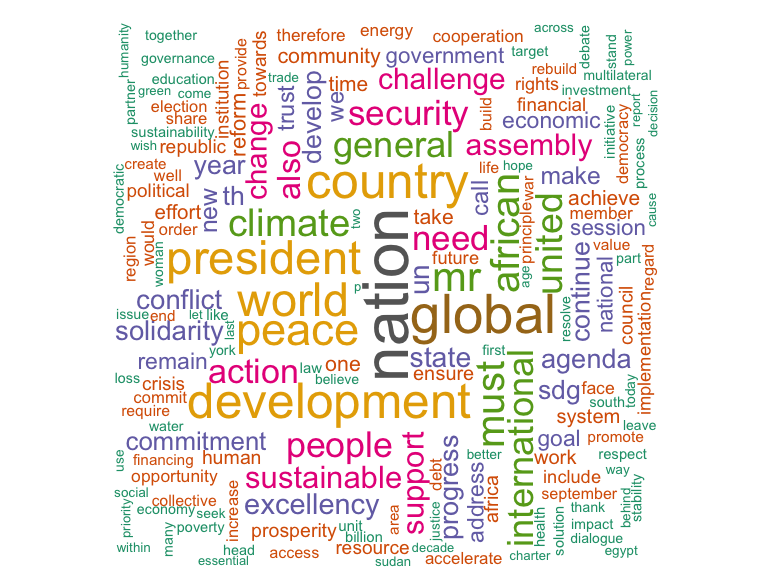 together
therefore
energy
cooperation
across
humanity
governance
community
government
target
debate
stand
power
partner
education
green
come
institution
provide
towards
trade
time
challenge
rebuild
multilateral
rights
investment
election
share
reform
change
trust
develop
we
security
build
financial
economic
initiative
report
decision
sustainability
wish
republic
also
general
assembly
democracy
process
create
well
year
country
life
hope
make
political
new
th
call
african
principle
war
achieve
democratic
effort
order
climate
two
take
member
cause
region
would
woman
president
nation
need
future
un
mr
age
united
session
value
part
continue
national
regard
conflict
world
p
global
resolve
council
implementation
issue
end
let
like
solidarity
last
peace
york
state
first
remain
action
law
one
believe
ensure
must
international
agenda
loss
crisis
commit
require
development
sdg
face
south
today
system
leave
water
commitment
people
support
progress
better
goal
promote
use
financing
human
debt
address
africa
work
respect
way
opportunity
sustainable
include
social
collective
excellency
september
behind
stability
priority
economy
seek
increase
area
justice
health
solution
thank
impact
many
poverty
prosperity
unit
billion
dialogue
within
head
access
resource
decade
accelerate
charter
egypt
essential
sudan